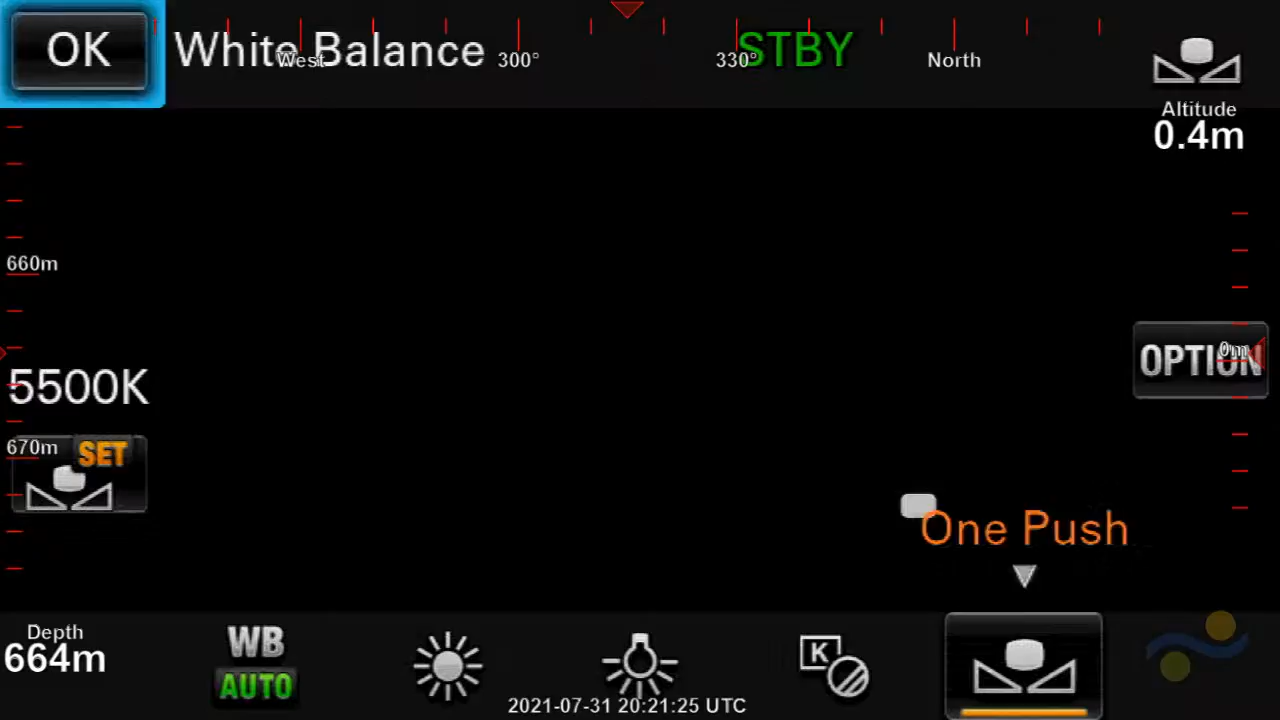 OK
White Balance
STBY
West
300°
330°
North
Altitude
0.4m
660m
5500K
670m
SET
0m
OPTION
One Push
Depth
664m
WB
AUTO
K
2021-07-31 20:21:25 UTC